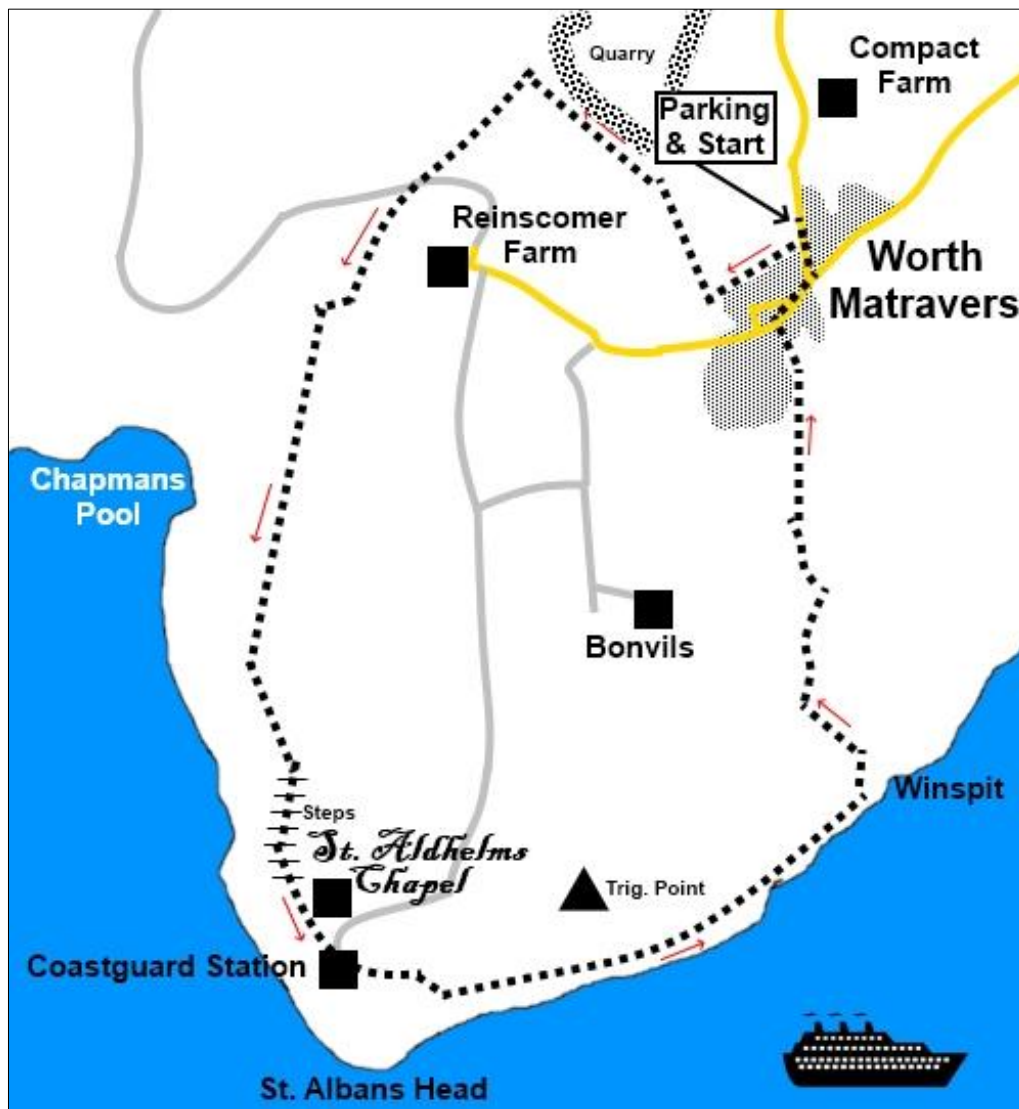 Quarry
Compact
Farm
Parking
& Start
Reinscomer
Farm
Worth
Matravers
Chapmans
Pool
Bonvils
Winspit
Steps
St. Aldhelms
Chapel
Trig. Point
Coastguard Station
St. Albans Head